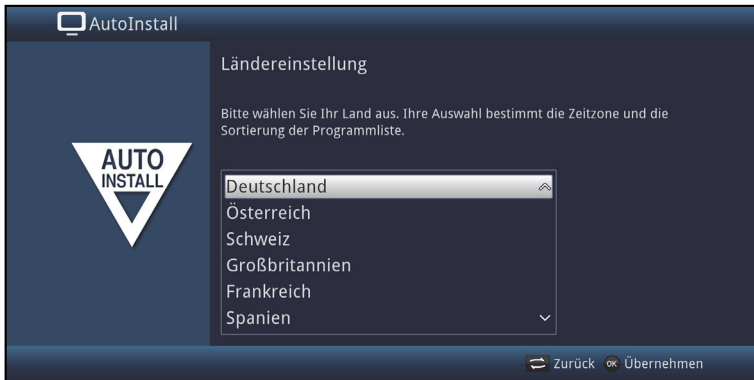 AutoInstall
Ländereinstellung
Bitte wählen Sie Ihr Land aus. Ihre Auswahl bestimmt die Zeitzone und die
Sortierung der Programmliste.
AUTO
INSTALL
Deutschland
Österreich
Schweiz
Großbritannien
Frankreich
Spanien
Zurück OK Übernehmen